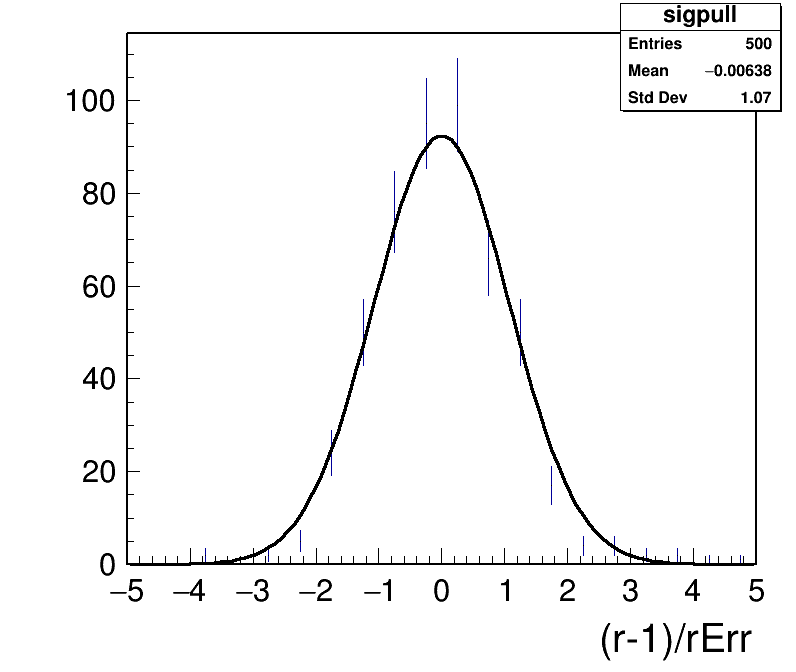 sigpull
Entries 500
Mean −0.00638
Std Dev 1.07
100
80
60
40
20
0
−5 −4 −3 −2 −1 0 1 2 3 4 5
(r-1)/rErr